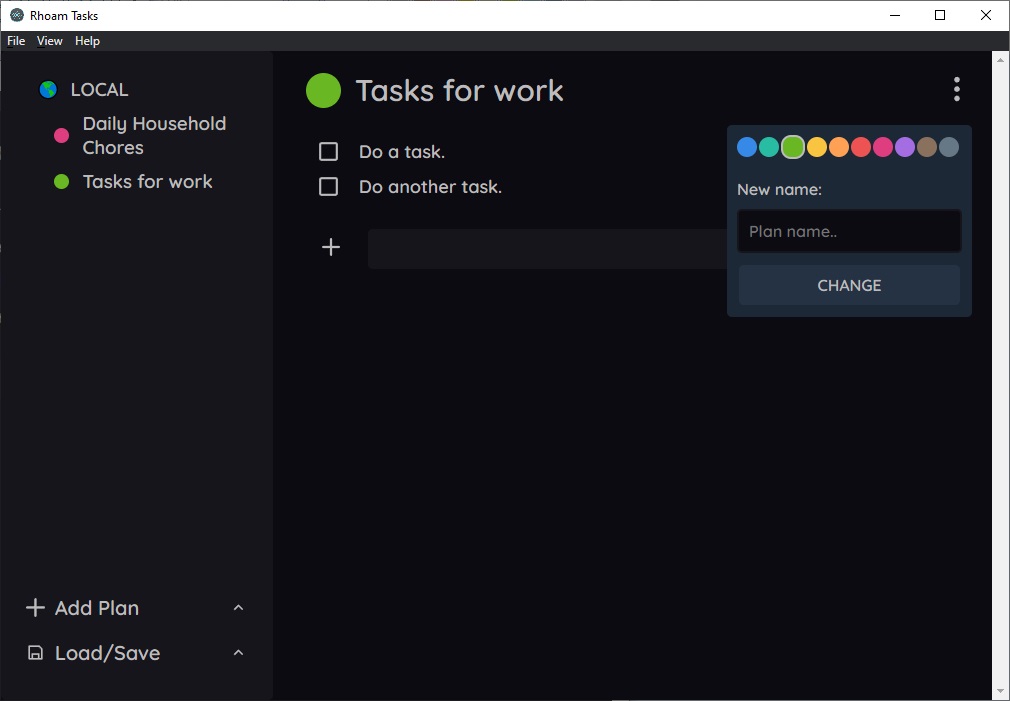 Rhoam Tasks
File View Help
LOCAL
Daily Household
Chores
Tasks for work
Add Plan
Load/Save
Tasks for work
Do a task.
Do another task.
New name:
Plan name..
CHANGE